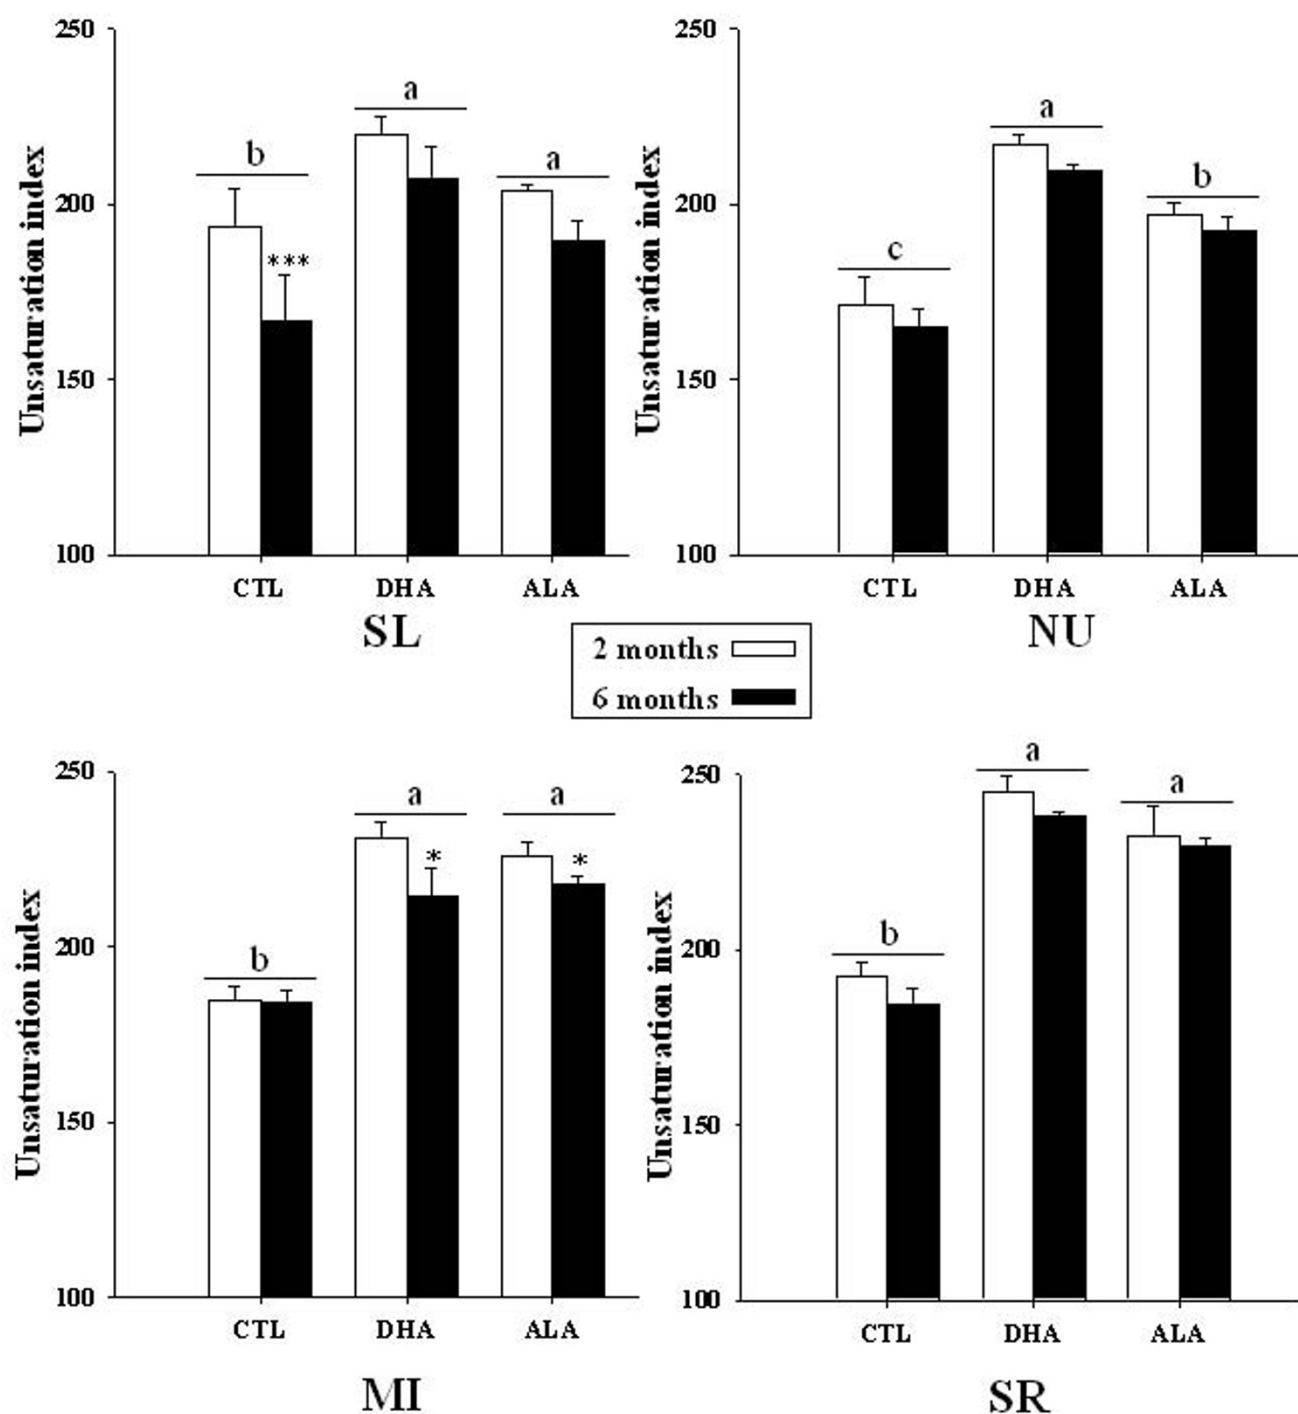 250
200
150
100
Unsaturation index
b
***
a
a
CTL DHA ALA
SL
250
200
150
100
Unsaturation index
c
a
b
CTL DHA ALA
NU
2 months
6 months
250
200
150
100
Unsaturation index
b
a
*
a
*
CTL DHA ALA
MI
250
200
150
100
Unsaturation index
b
a
a
CTL DHA ALA
SR